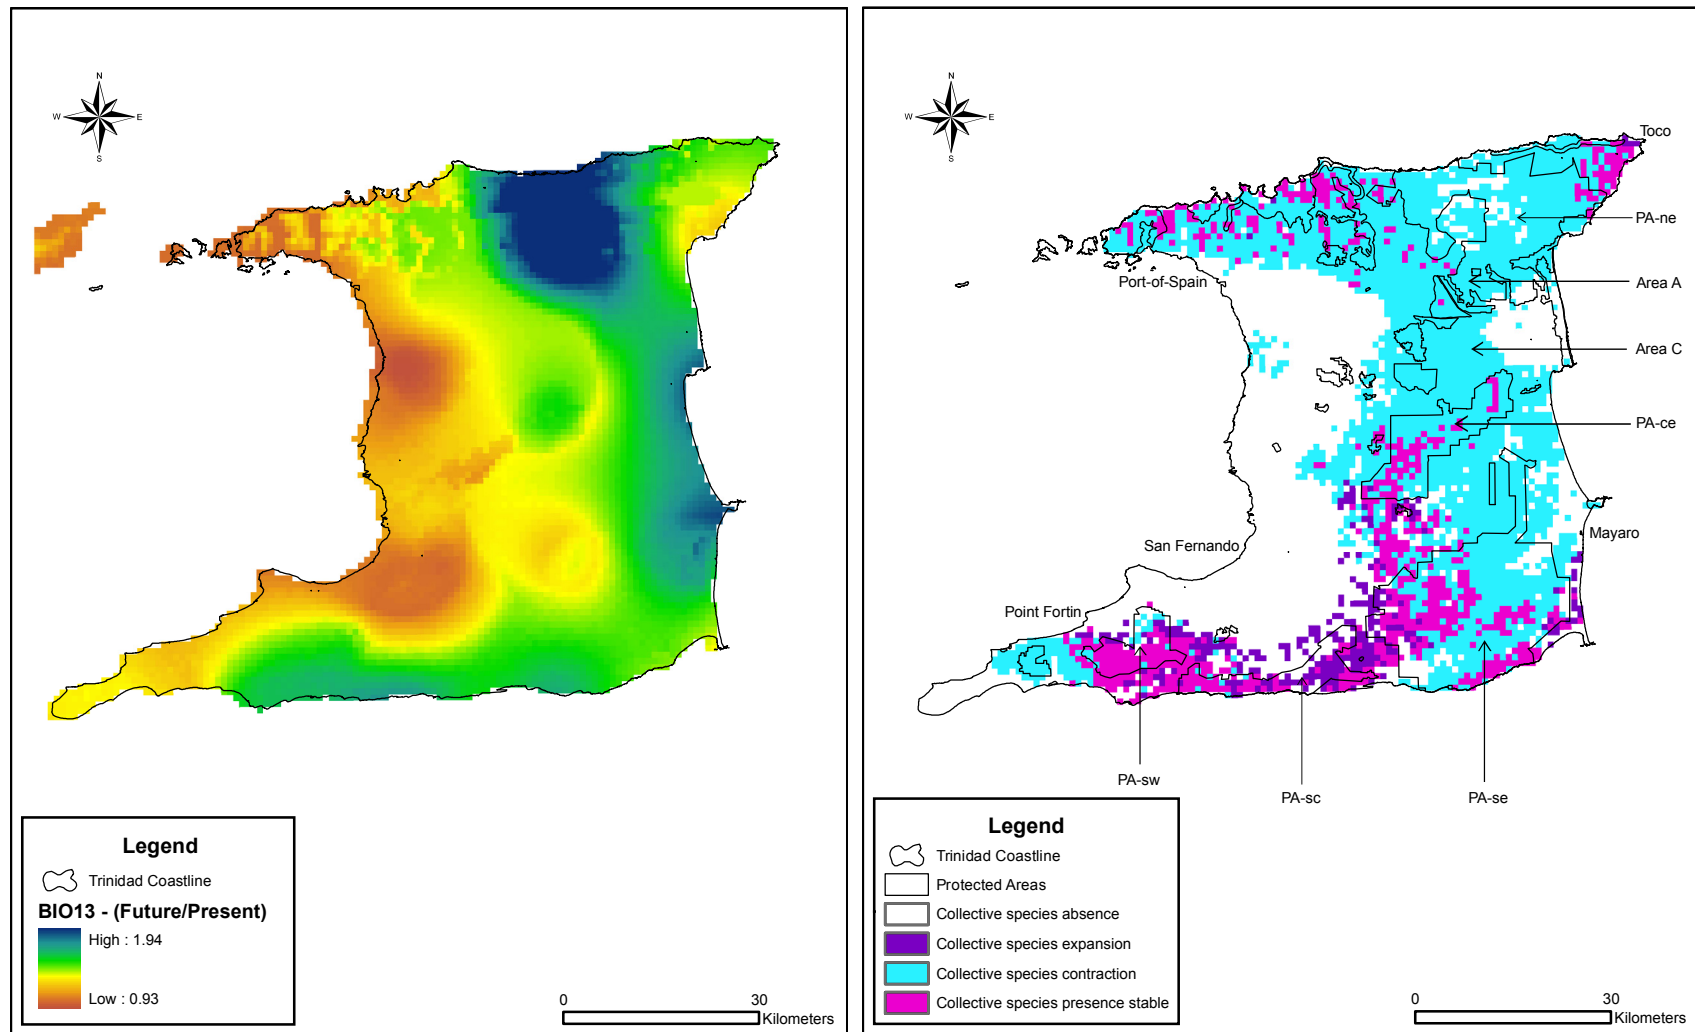 N
W
E
S
Legend
Trinidad Coastline
BIO13 - (Future/Present)
High : 1.94
Low : 0.93
0
30
Kilometers
N
W
E
S
Toco
PA-ne
Port-of-Spain
Area A
Area C
PA-ce
Mayaro
San Fernando
Point Fortin
PA-sw
PA-sc
PA-se
Legend
Trinidad Coastline
Protected Areas
Collective species absence
Collective species expansion
Collective species contraction
Collective species presence stable
0
30
Kilometers